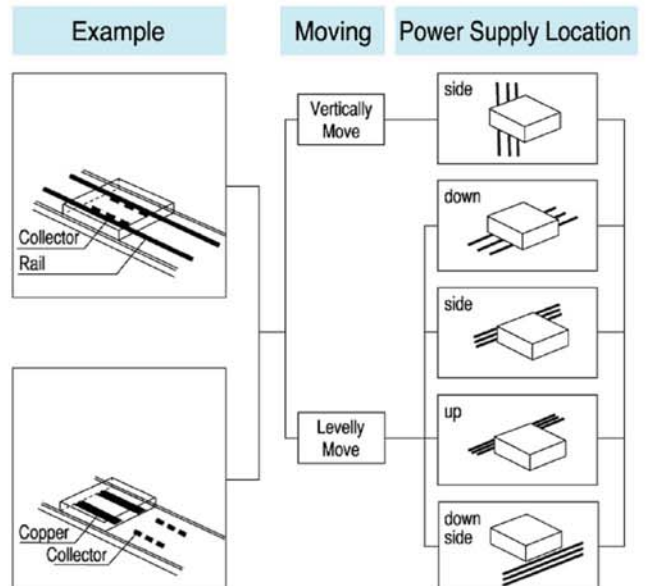 Example
Moving
Power Supply Location
Collector
Rail
Copper
Collector
Vertically
Move
Levelly
Move
side
down
side
up
down
side